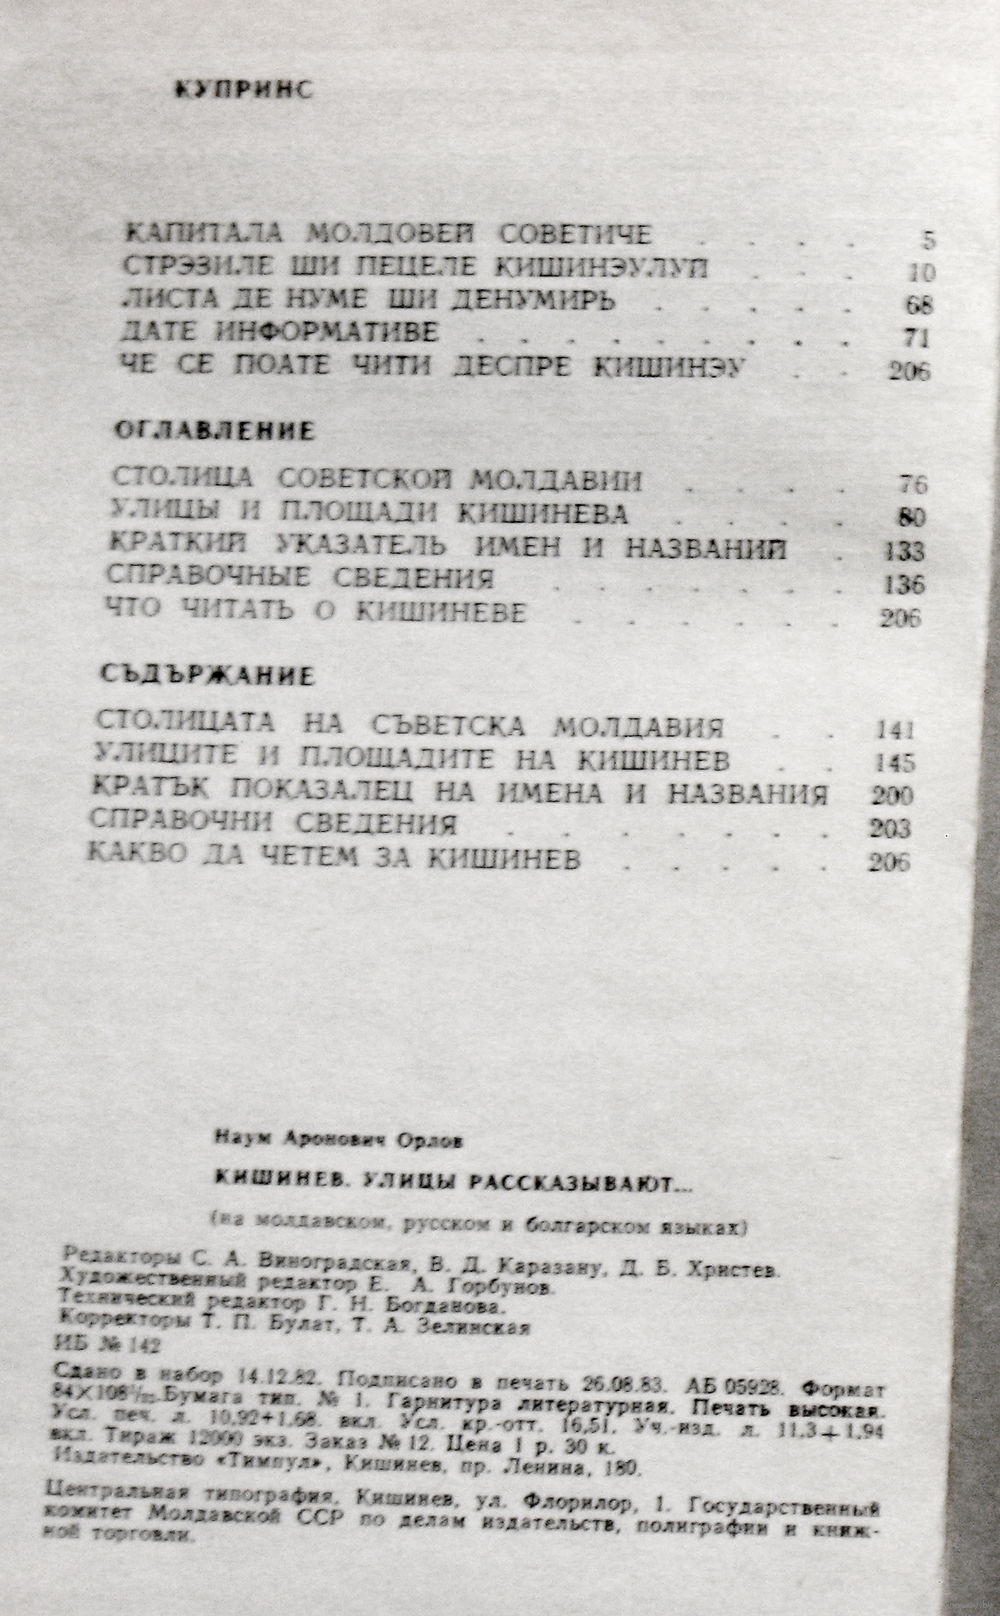 КУПРИНС
КАПИТАЛА МОЛДОВЕЙ СОВЕТИЧЕ . . . . 5
СТРЭЗИЛЕ ШИ ПЕЦЕЛЕ КИШИНЭУЛУЙ . . . 10
ЛИСТА ДЕ НУМЕ ШИ ДЕНУМИРЬ . . . . . 68
ДАТЕ ИНФОРМАТИВЕ . . . . . . . . . 71
ЧЕ СЕ ПОАТЕ ЧИТИ ДЕСПРЕ КИШИНЭУ . . 206
ОГЛАВЛЕНИЕ
СТОЛИЦА СОВЕТСКОЙ МОЛДАВИИ . . . . 76
УЛИЦЫ И ПЛОЩАДИ КИШИНЕВА . . . . 80
КРАТКИЙ УКАЗАТЕЛЬ ИМЕН И НАЗВАНИЙ . 133
СПРАВОЧНЫЕ СВЕДЕНИЯ . . . . . . . 136
ЧТО ЧИТАТЬ О КИШИНЕВЕ . . . . . . 206
СЪДЪРЖАНИЕ
СТОЛИЦАТА НА СЪВЕТСКА МОЛДАВИЯ . . 141
УЛИЦИТЕ И ПЛОЩАДИТЕ НА КИШИНЕВ . . 145
КРАТЪК ПОКАЗАЛЕЦ НА ИМЕНА И НАЗВАНИЯ 200
СПРАВОЧНИ СВЕДЕНИЯ . . . . . . . 203
КАКВО ДА ЧЕТЕМ ЗА КИШИНЕВ . . . . . 206
Наум Аронович Орлов
КИШИНЕВ. УЛИЦЫ РАССКАЗЫВАЮТ...
(на молдавском, русском и болгарском языках)
Редакторы С. А. Виноградская, В. Д. Каразану, Д. Б. Христев.
Художественный редактор Е. А. Горбунов.
Технический редактор Г. Н. Богданова.
Корректоры Т. П. Булат, Т. А. Зелинская
ИБ № 142
Сдано в набор 14.12.82. Подписано в печать 26.08.83. АБ 05928. Формат
84×108¹/₃₂. Бумага тип. № 1. Гарнитура литературная. Печать высокая.
Усл. печ. л. 10,92+1,68. вкл. Усл. кр.-отт. 16,51. Уч.-изд. л. 11,3+1,94
вкл. Тираж 12000 экз. Заказ № 12. Цена 1 р. 30 к.
Издательство «Тимпул», Кишинев, пр. Ленина, 180.
Центральная типография, Кишинев, ул. Флорилор, 1. Государственный
комитет Молдавской ССР по делам издательств, полиграфии и книж-
ной торговли.